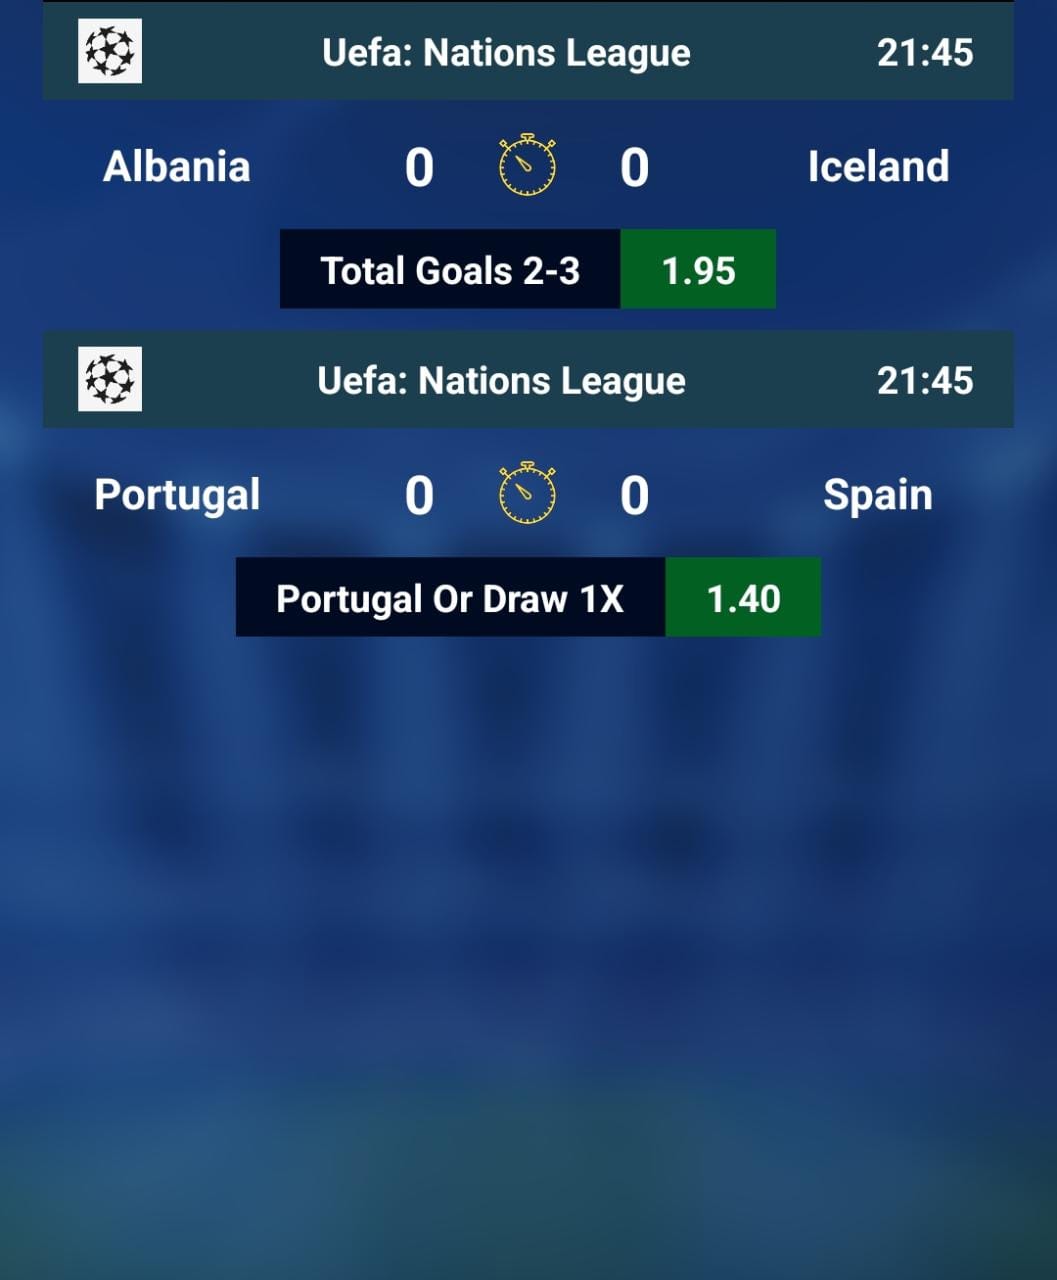 Uefa: Nations League 21:45
Albania 0 0 Iceland
Total Goals 2-3 1.95
Uefa: Nations League 21:45
Portugal 0 0 Spain
Portugal Or Draw 1X 1.40